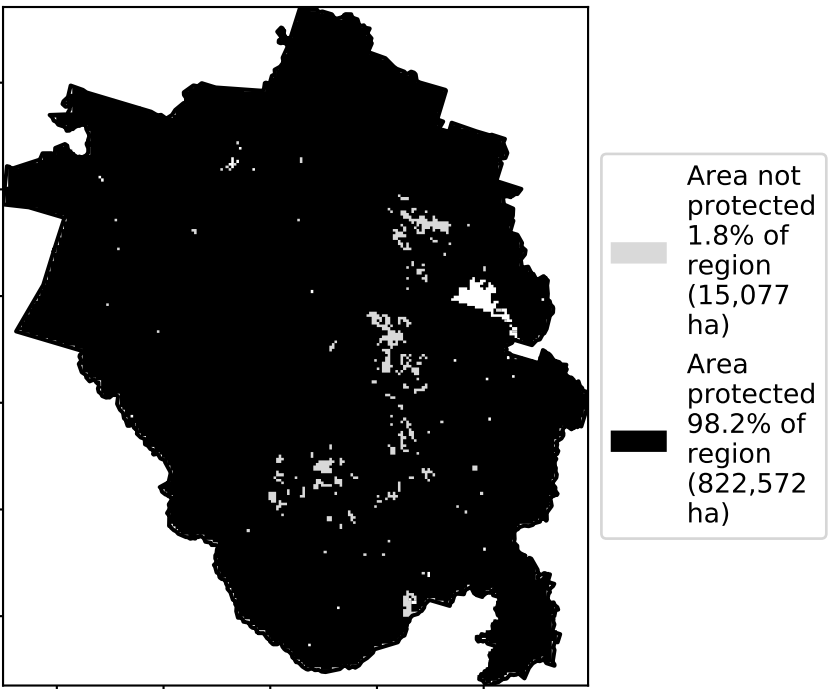 Area not
protected
1.8% of
region
(15,077
ha)
Area
protected
98.2% of
region
(822,572
ha)